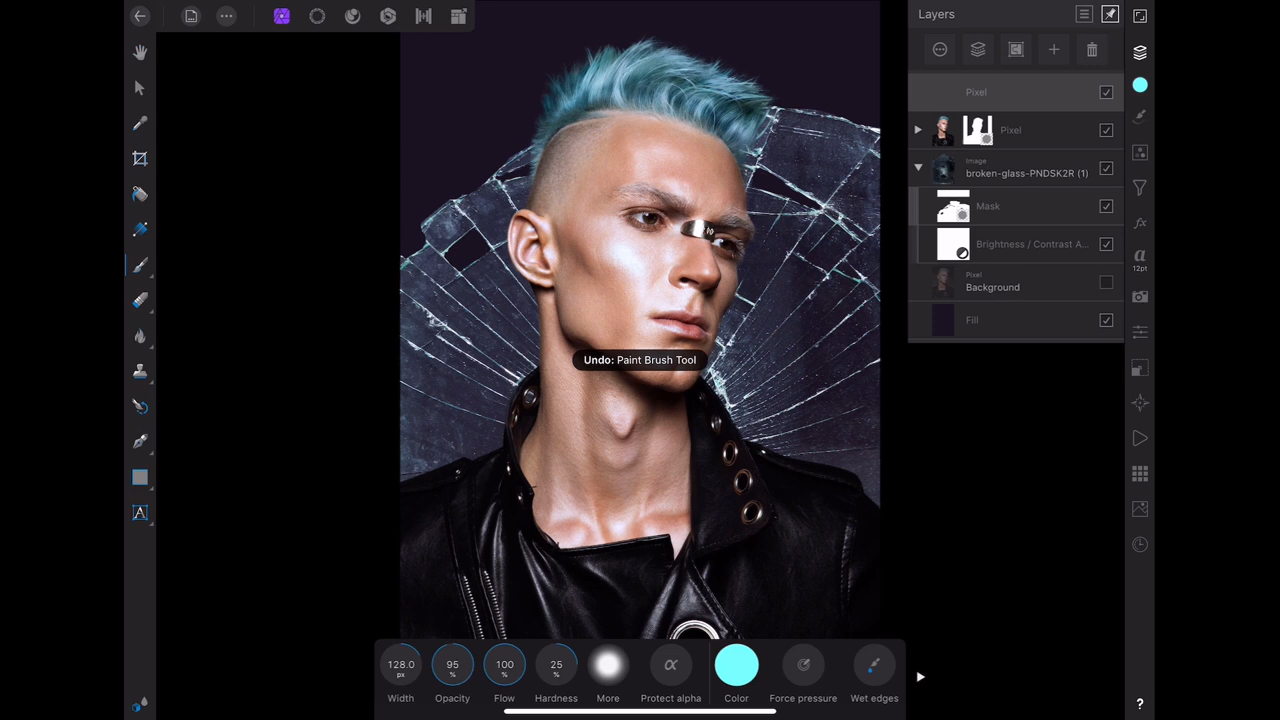 Layers
Pixel
Pixel
Image
broken-glass-PNDSK2R (1)
Mask
Brightness / Contrast A...
Pixel
Background
Fill
a
12pt
A
Undo: Paint Brush Tool
128.0
px
95
%
100
%
25
%
α
Width
Opacity
Flow
Hardness
More
Protect alpha
Color
Force pressure
Wet edges
?